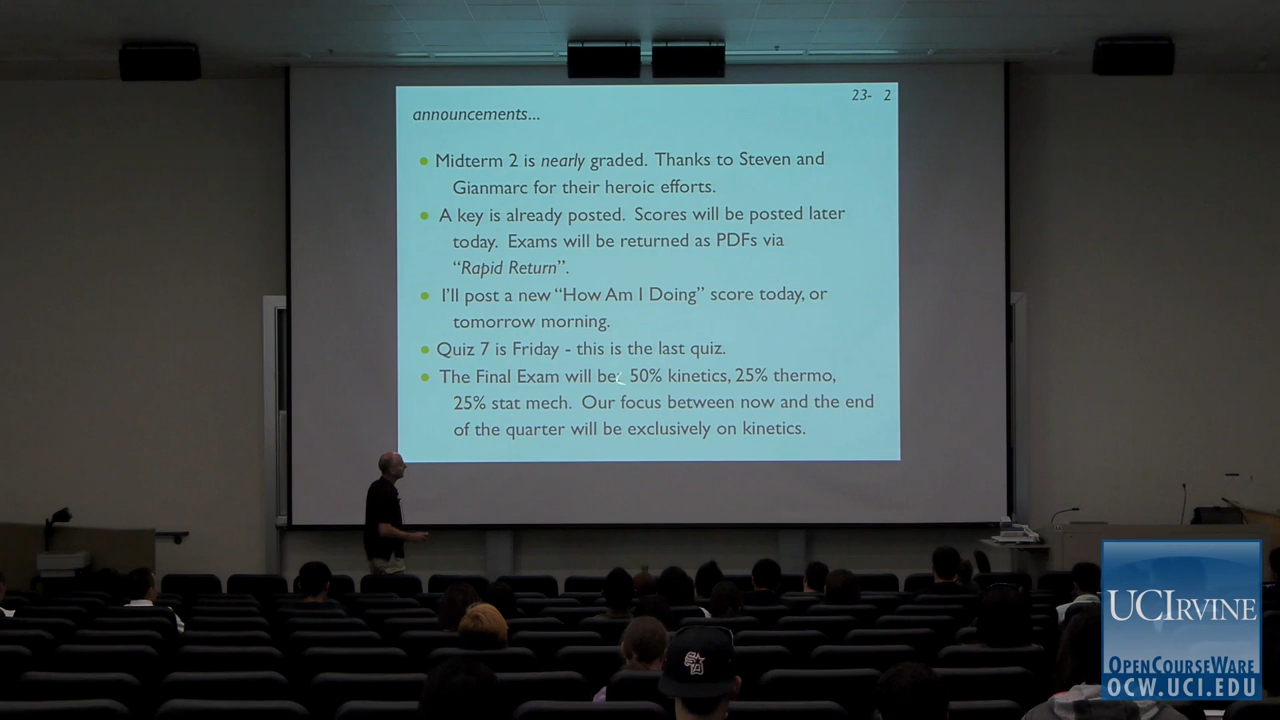 23- 2
announcements...
• Midterm 2 is nearly graded. Thanks to Steven and
Gianmarc for their heroic efforts.
• A key is already posted. Scores will be posted later
today. Exams will be returned as PDFs via
“Rapid Return”.
• I’ll post a new “How Am I Doing” score today, or
tomorrow morning.
• Quiz 7 is Friday - this is the last quiz.
• The Final Exam will be: 50% kinetics, 25% thermo,
25% stat mech. Our focus between now and the end
of the quarter will be exclusively on kinetics.
UCIRVINE
OPENCOURSEWARE
OCW.UCI.EDU